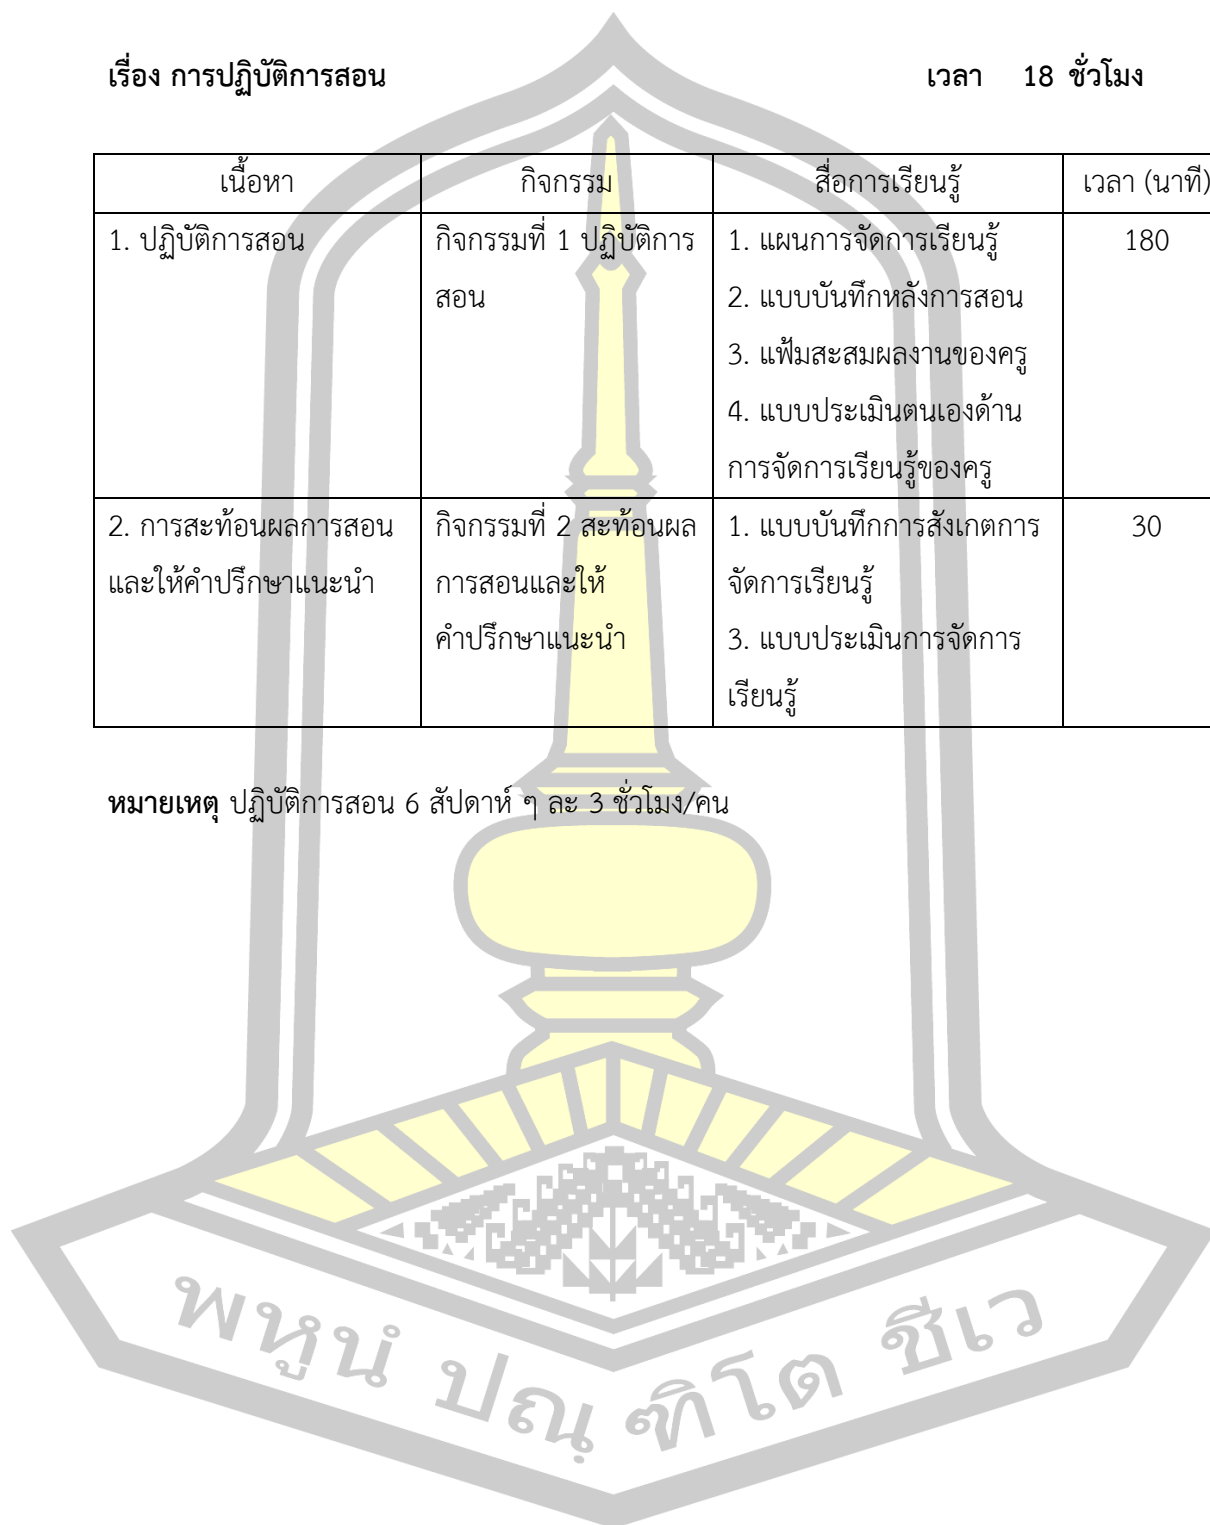 เรื่อง การปฏิบัติการสอน เวลา 18 ชั่วโมง
เนื้อหา กิจกรรม สื่อการเรียนรู้ เวลา (นาที)
1. ปฏิบัติการสอน กิจกรรมที่ 1 ปฏิบัติการ 1. แผนการจัดการเรียนรู้ 180
สอน 2. แบบบันทึกหลังการสอน
3. แฟ้มสะสมผลงานของครู
4. แบบประเมินตนเองด้าน
การจัดการเรียนรู้ของครู
2. การสะท้อนผลการสอน กิจกรรมที่ 2 สะท้อนผล 1. แบบบันทึกการสังเกตการ 30
และให้คำปรึกษาแนะนำ การสอนและให้ จัดการเรียนรู้
คำปรึกษาแนะนำ 3. แบบประเมินการจัดการ
เรียนรู้
หมายเหตุ ปฏิบัติการสอน 6 สัปดาห์ ๆ ละ 3 ชั่วโมง/คน
พหูนํ ปณฺฑิโต ชีเว